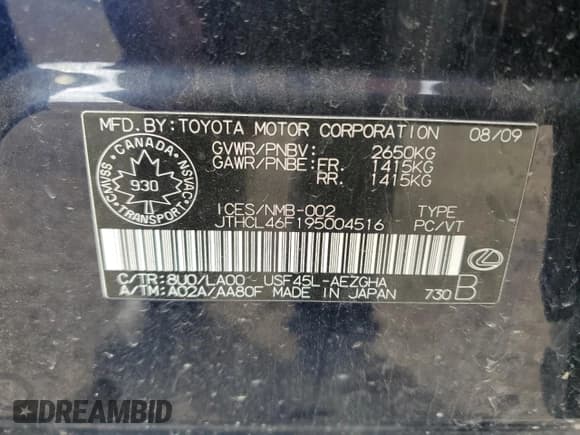 MFD.BY:TOYOTA MOTOR CORPORATION 08/09
GVWR/PNBV: 2650KG
GAWR/PNBE:FR. 1415KG
RR. 1415KG
CANADA
CMVSS NSVAC
930
TRANSPORT
ICES/NMB-002 TYPE
JTHCL46F195004516 PC/VT
C/TR:8U0/LA00 USF45L-AEZGHA
A/TM:A02A/AA80F MADE IN JAPAN 730 B
DREAMBID